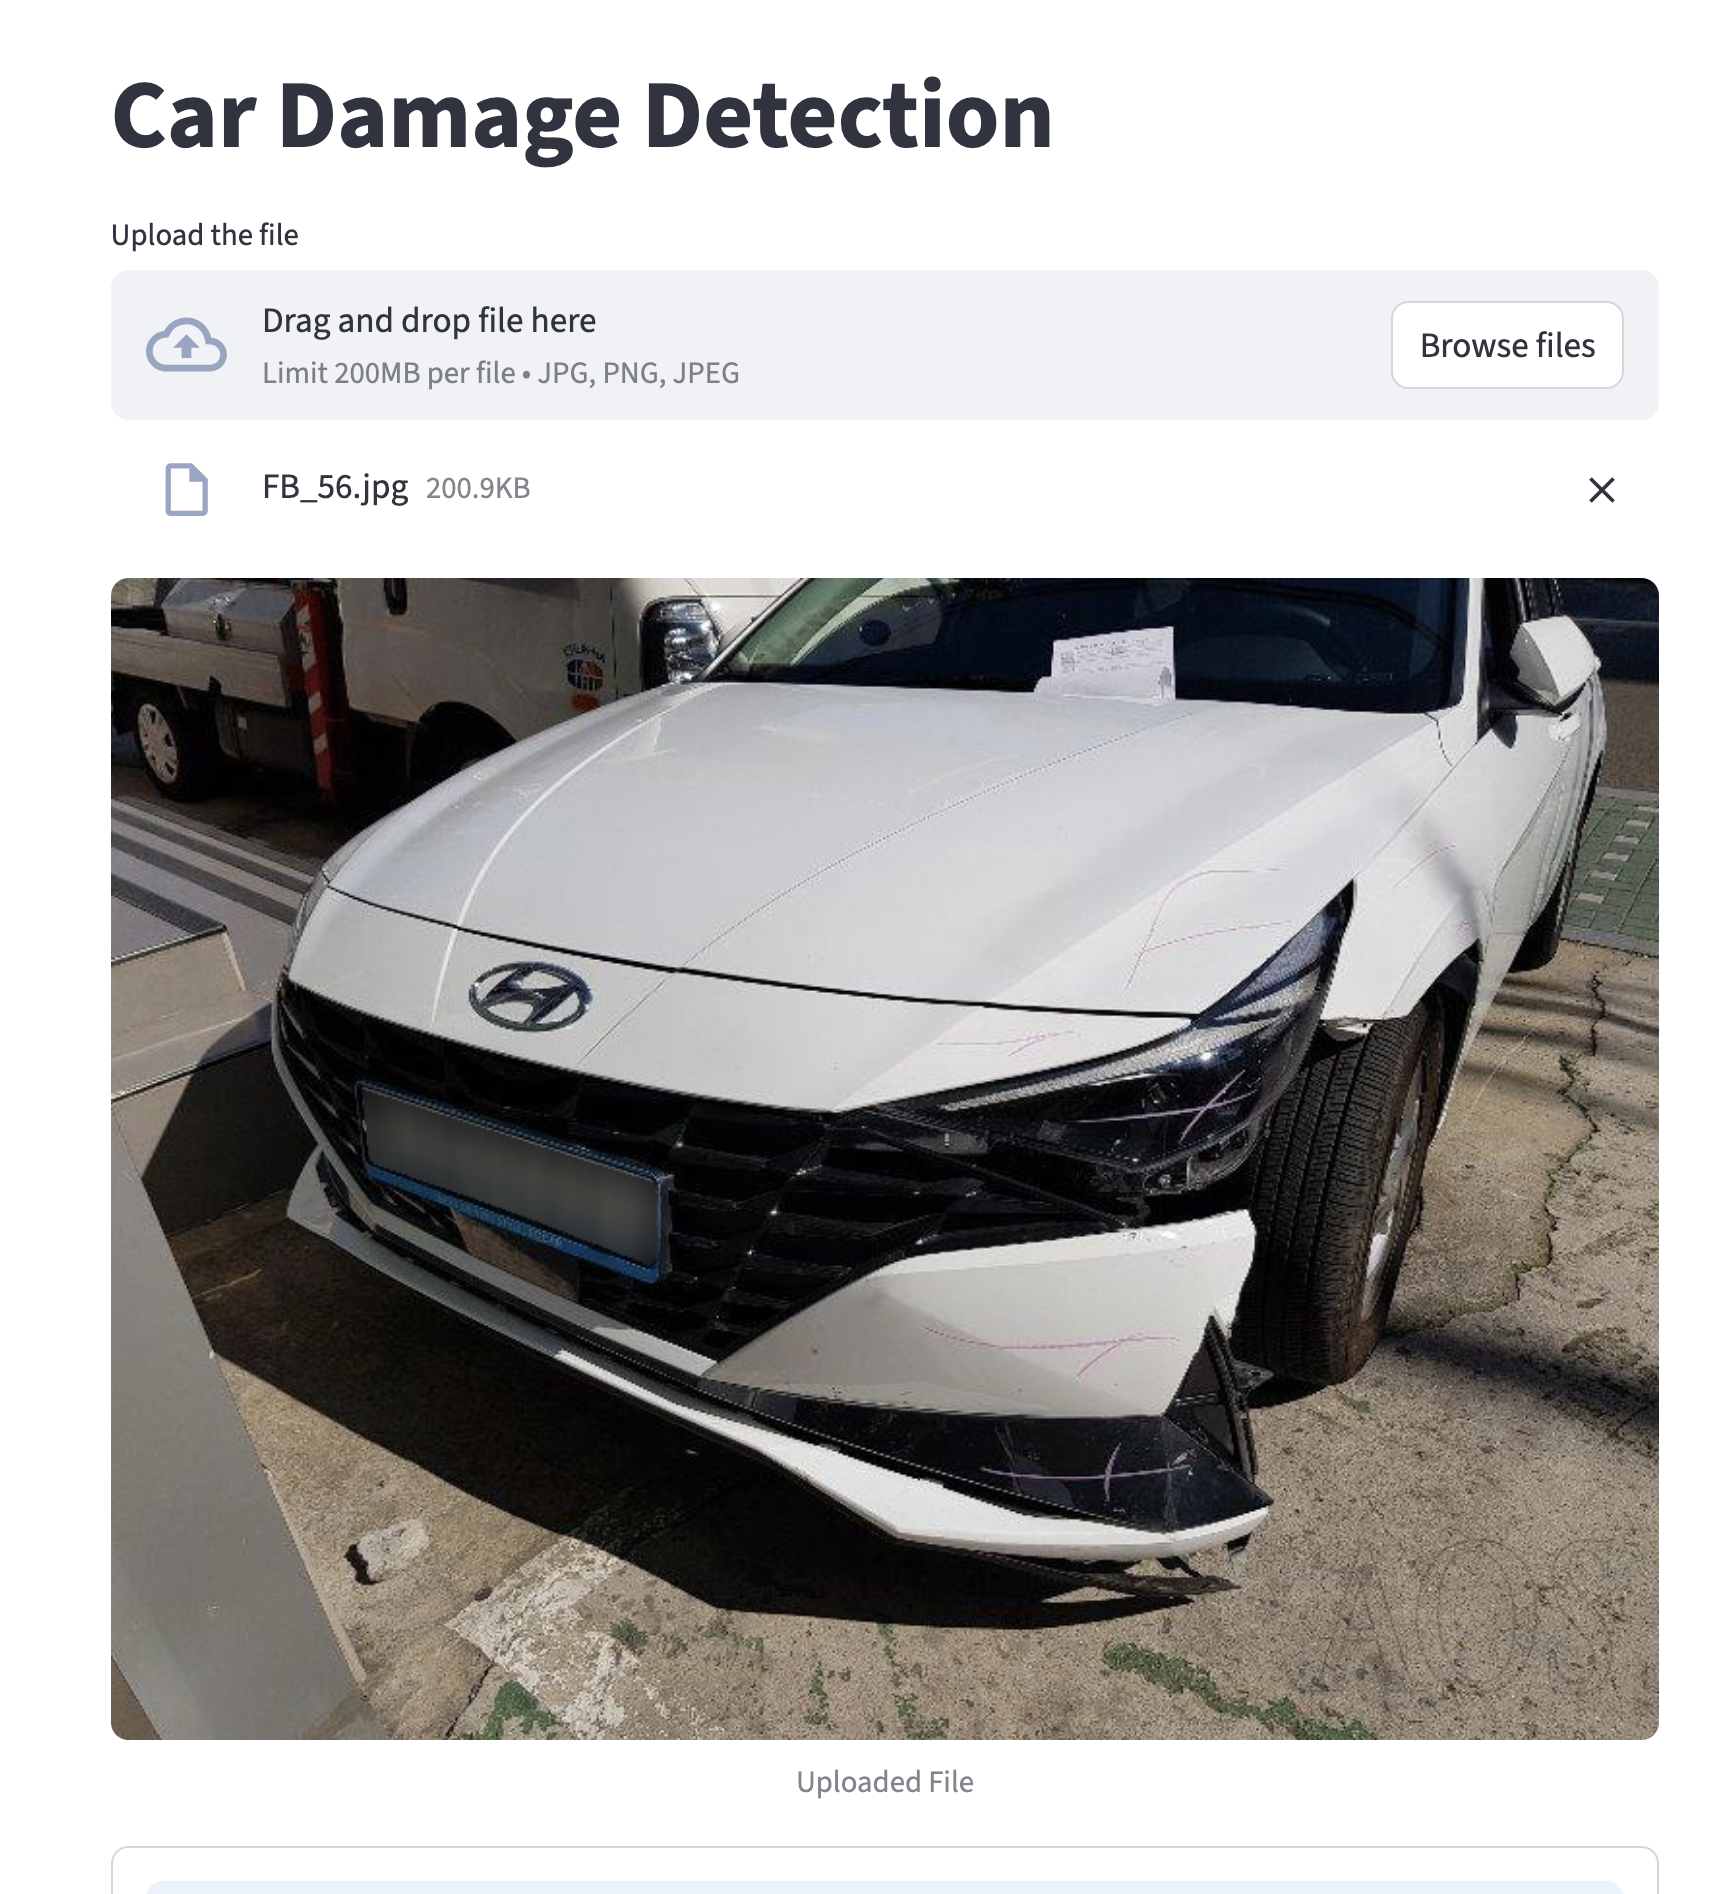 Car Damage Detection
Upload the file
Drag and drop file here
Limit 200MB per file • JPG, PNG, JPEG
Browse files
FB_56.jpg 200.9KB
Uploaded File